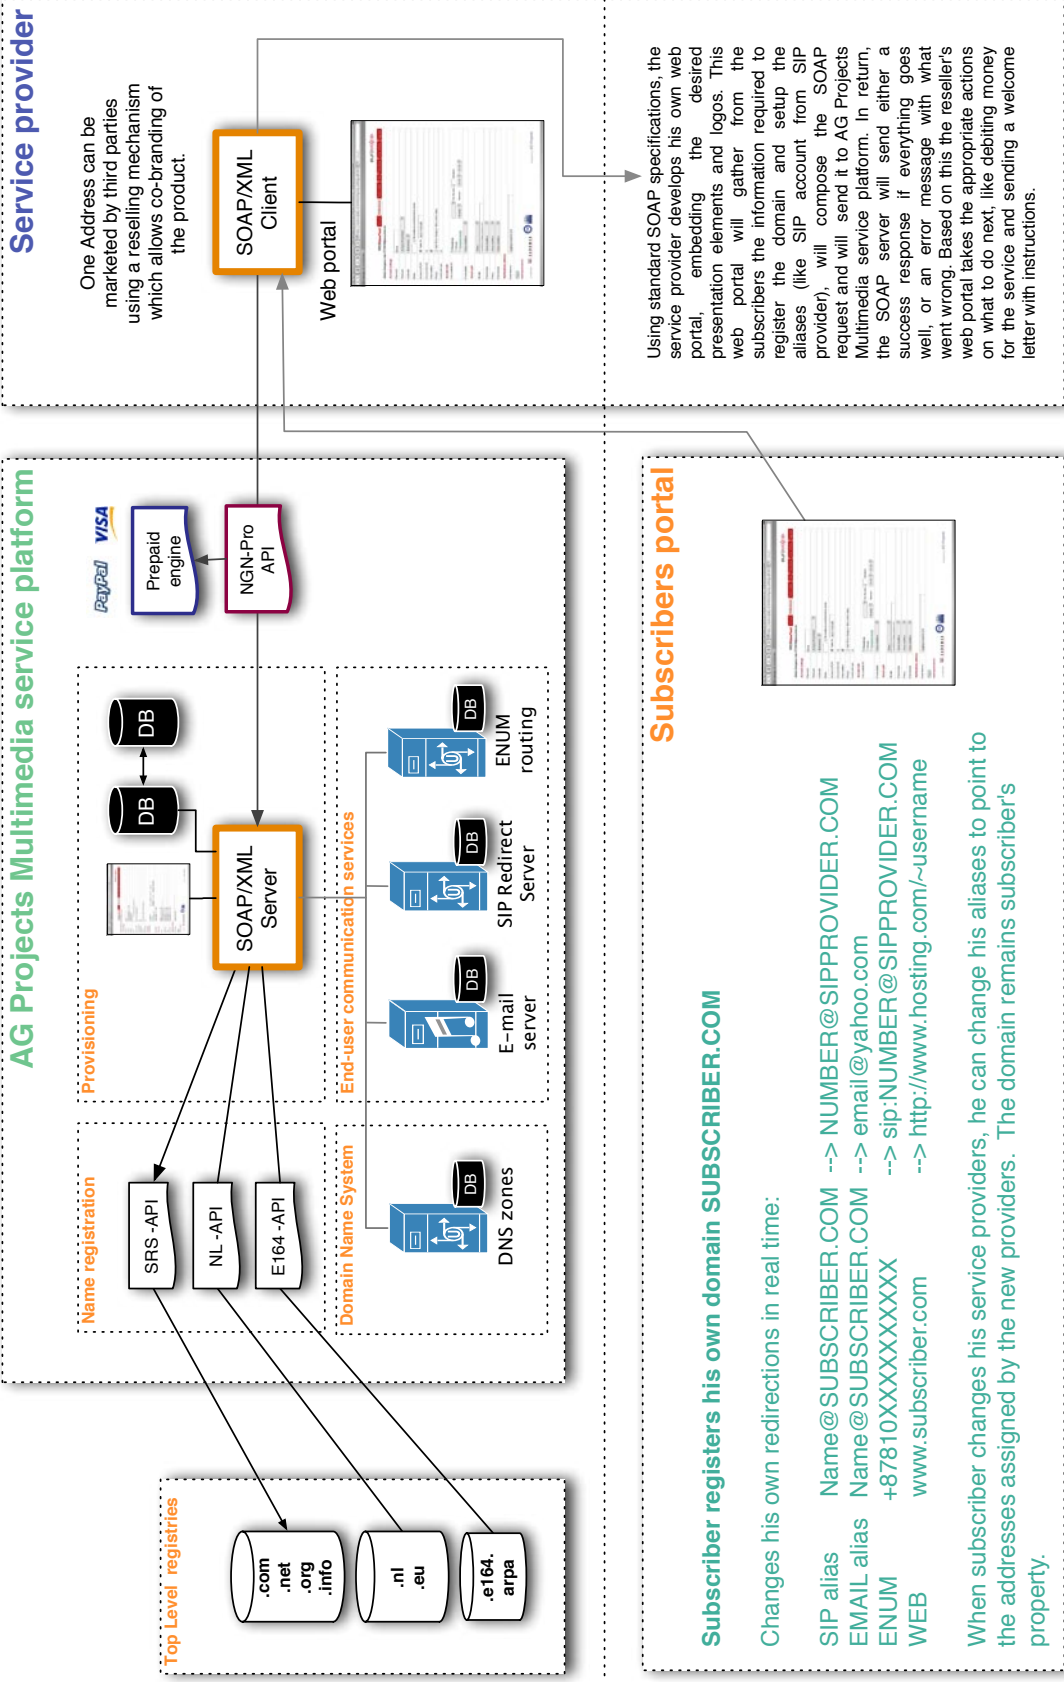 AG Projects Multimedia service platform
Service provider
Top Level  registries
.com
.net
.org
.info
.nl
.eu
.e164.
arpa
Name registration
SRS -API
NL -API
E164 -API
Domain Name System
DNS zones
DB
Provisioning
DB
DB
SOAP/XML
Server
End-user communication services
E-mail
server
DB
SIP Redirect
Server
DB
ENUM
routing
DB
PayPal VISA
Prepaid
engine
NGN-Pro
API
One Address can be
marketed by third parties
using a reselling mechanism
which allows co-branding of
the product.
SOAP/XML
Client
Web portal
Using standard SOAP specifications, the
service provider develops his own web
portal, embedding the desired
presentation elements and logos. This
web portal will gather from the
subscribers the information required to
register the domain and setup the
aliases (like SIP account from SIP
provider), will compose the SOAP
request and will send it to AG Projects
Multimedia service platform. In return,
the SOAP server will send either a
success response if everything goes
well, or an error message with what
went wrong. Based on this the reseller's
web portal takes the appropriate actions
on what to do next, like debiting money
for the service and sending a welcome
letter with instructions.
Subscribers portal
Subscriber registers his own domain SUBSCRIBER.COM
Changes his own redirections in real time:
SIP alias Name@SUBSCRIBER.COM --> NUMBER@SIPPROVIDER.COM
EMAIL alias Name@SUBSCRIBER.COM --> email@yahoo.com
ENUM +87810XXXXXXXXXX --> sip:NUMBER@SIPPROVIDER.COM
WEB www.subscriber.com --> http://www.hosting.com/~username
When subscriber changes his service providers, he can change his aliases to point to
the addresses assigned by the new providers.  The domain remains subscriber's
property.